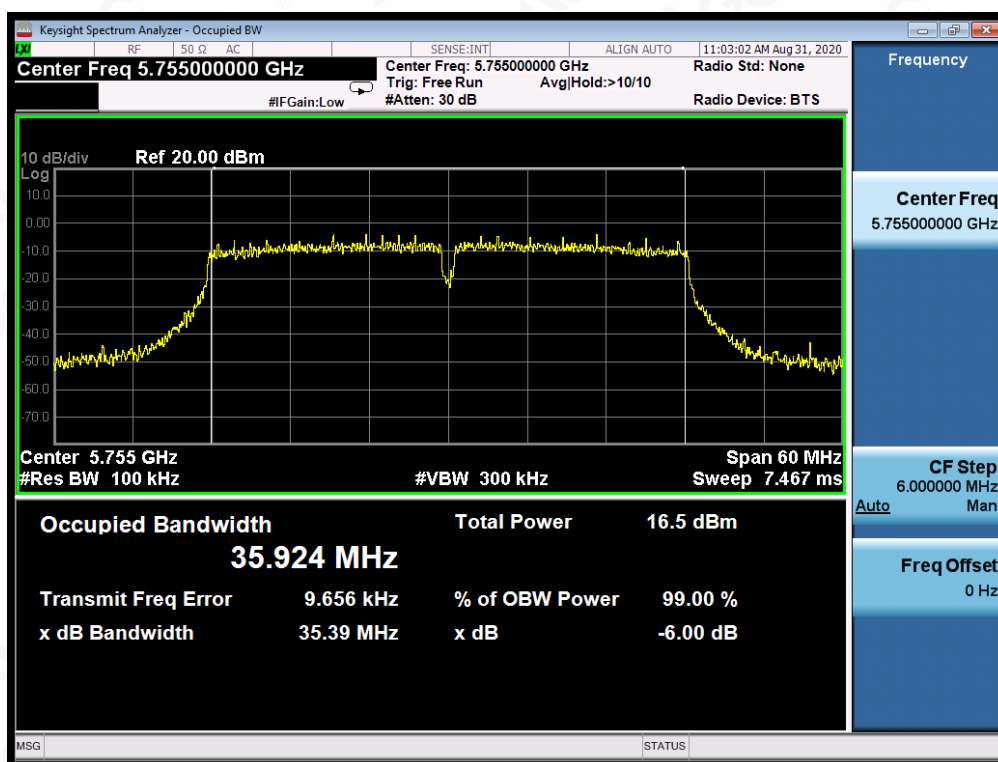 Keysight Spectrum Analyzer - Occupied BW
LXI RF 50 Ω AC SENSE:INT ALIGN AUTO 11:03:02 AM Aug 31, 2020
Center Freq 5.755000000 GHz
Center Freq: 5.755000000 GHz Radio Std: None
Trig: Free Run Avg|Hold:>10/10
#IFGain:Low #Atten: 30 dB Radio Device: BTS
10 dB/div Ref 20.00 dBm
Log
10.0
0.00
-10.0
-20.0
-30.0
-40.0
-50.0
-60.0
-70.0
Center 5.755 GHz Span 60 MHz
#Res BW 100 kHz #VBW 300 kHz Sweep 7.467 ms
Occupied Bandwidth Total Power 16.5 dBm
35.924 MHz
Transmit Freq Error 9.656 kHz % of OBW Power 99.00 %
x dB Bandwidth 35.39 MHz x dB -6.00 dB
MSG STATUS
Frequency
Center Freq
5.755000000 GHz
CF Step
6.000000 MHz
Auto Man
Freq Offset
0 Hz